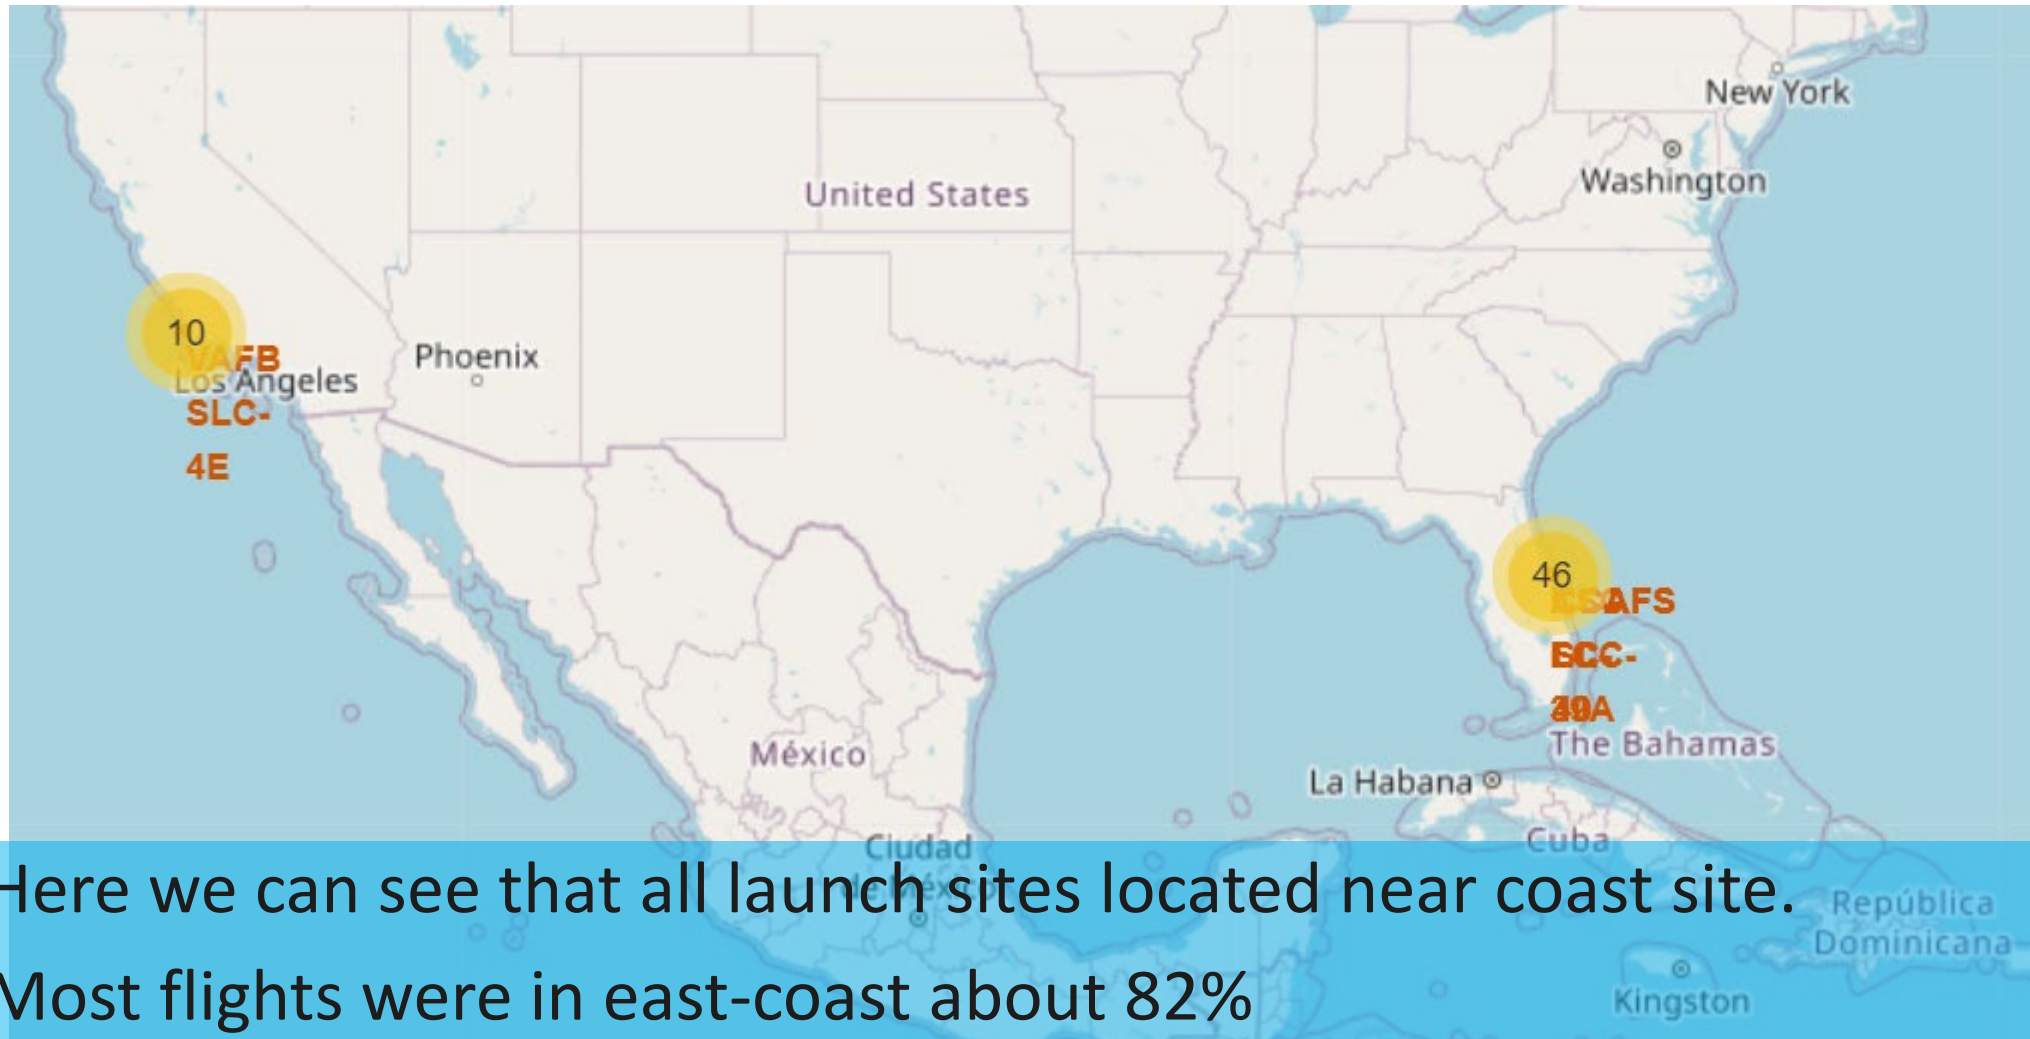 New York
Washington
United States
10
VAFB
Phoenix
Los Angeles
SLC-
4E
46
AFS
México
The Bahamas
La Habana
Cuba
Ciudad
de México
Here we can see that all launch sites located near coast site.
República
Dominicana
Most flights were in east-coast about 82%
Kingston